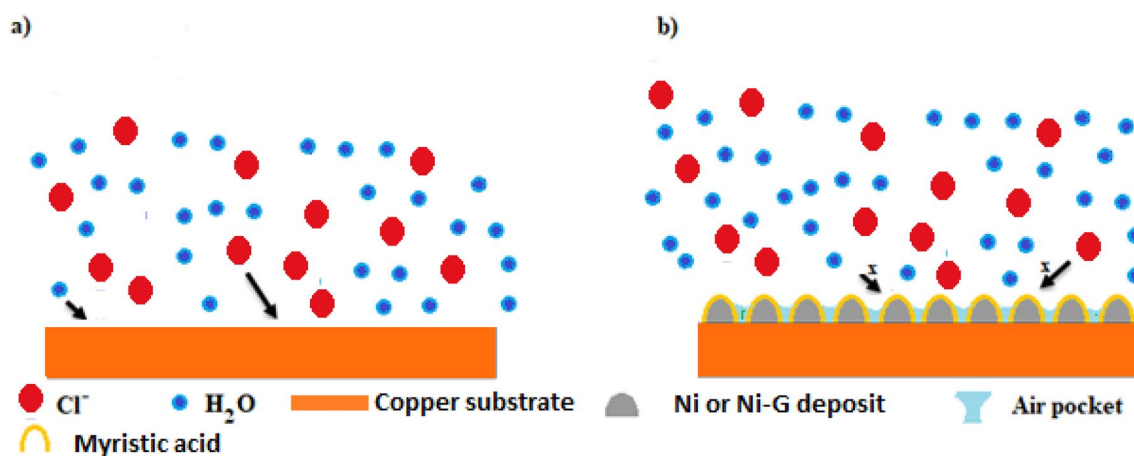 a)
b)
x
x
Cl⁻
H₂O
Copper substrate
Ni or Ni-G deposit
Air pocket
Myristic acid